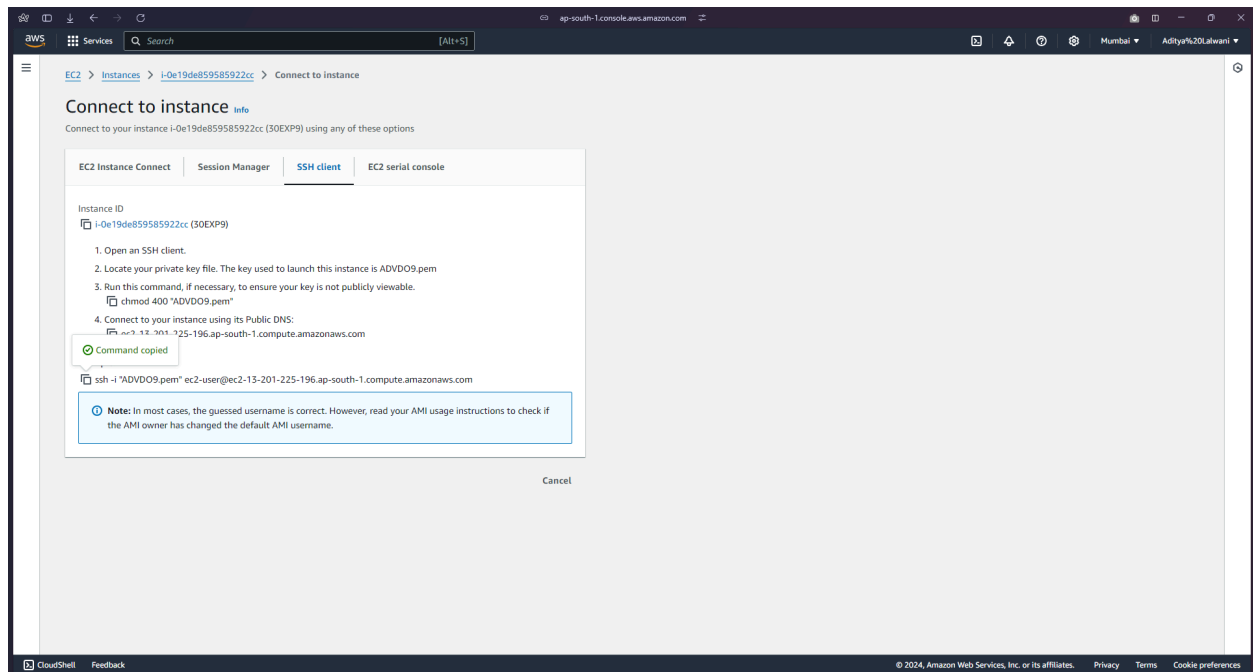 ap-south-1.console.aws.amazon.com
aws
Services
Search
[Alt+S]
Mumbai
Aditya%20Lalwani
EC2 > Instances > i-0e19de859585922cc > Connect to instance
Connect to instance Info
Connect to your instance i-0e19de859585922cc (30EXP9) using any of these options
EC2 Instance Connect
Session Manager
SSH client
EC2 serial console
Instance ID
i-0e19de859585922cc (30EXP9)
1. Open an SSH client.
2. Locate your private key file. The key used to launch this instance is ADVDO9.pem
3. Run this command, if necessary, to ensure your key is not publicly viewable.
chmod 400 "ADVDO9.pem"
4. Connect to your instance using its Public DNS:
ec2-13-201-225-196.ap-south-1.compute.amazonaws.com
Command copied
ssh -i "ADVDO9.pem" ec2-user@ec2-13-201-225-196.ap-south-1.compute.amazonaws.com
Note: In most cases, the guessed username is correct. However, read your AMI usage instructions to check if
the AMI owner has changed the default AMI username.
Cancel
CloudShell
Feedback
© 2024, Amazon Web Services, Inc. or its affiliates.
Privacy
Terms
Cookie preferences